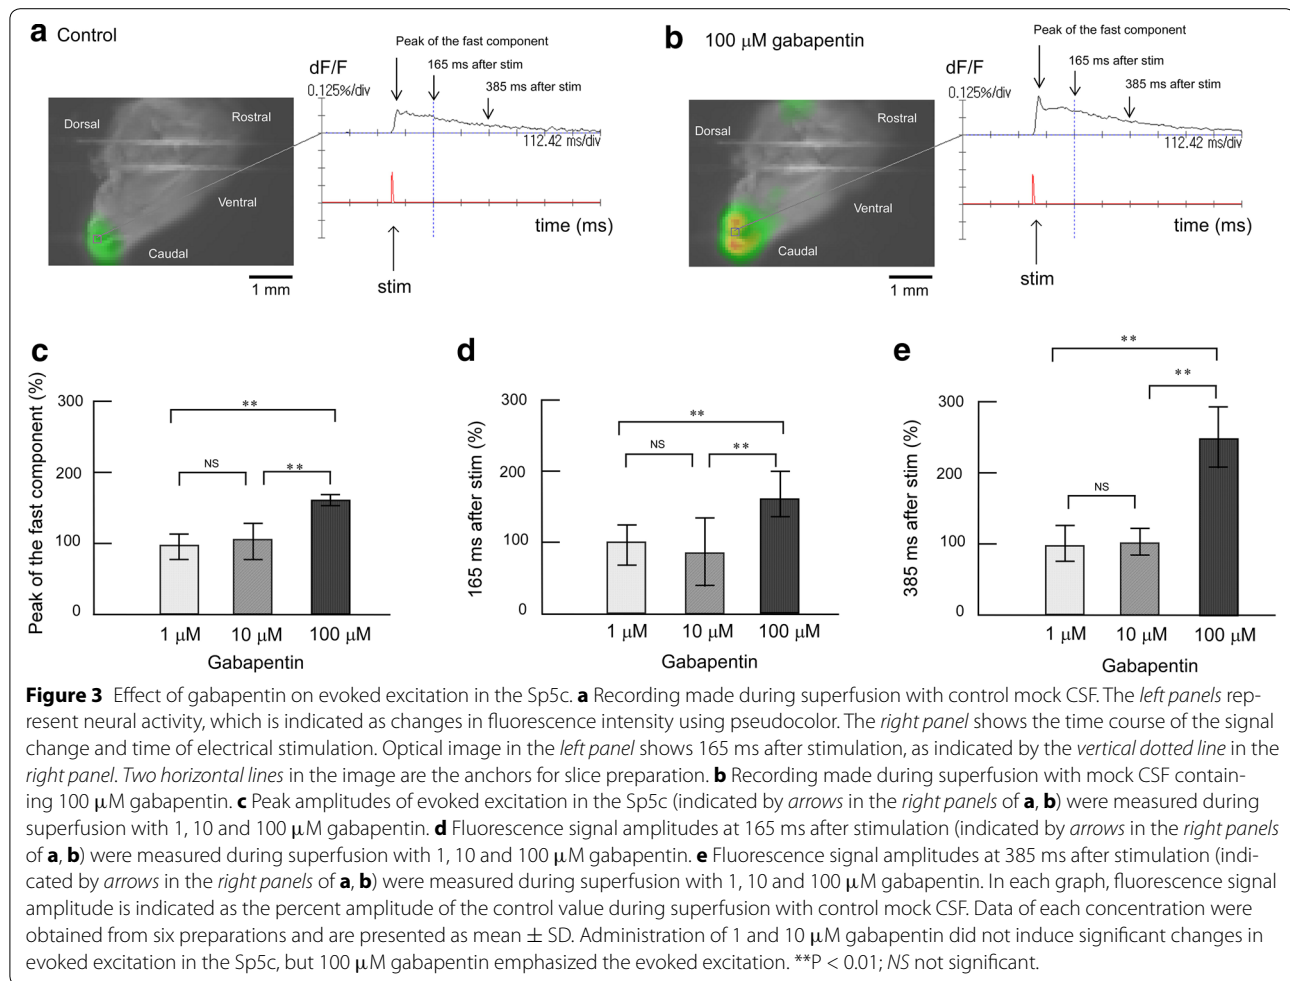 a Control
Peak of the fast component
dF/F
165 ms after stim
0.125%/div
385 ms after stim
Dorsal
Rostral
112.42 ms/div
Ventral
time (ms)
Caudal
1 mm
stim
b 100 μM gabapentin
Peak of the fast component
dF/F
165 ms after stim
0.125%/div
385 ms after stim
Dorsal
Rostral
112.42 ms/div
Ventral
time (ms)
Caudal
1 mm
stim
c
Peak of the fast component (%)
300
200
100
0
**
NS
**
1 μM 10 μM 100 μM
Gabapentin
d
165 ms after stim (%)
300
200
100
0
**
NS
**
1 μM 10 μM 100 μM
Gabapentin
e
385 ms after stim (%)
300
200
100
0
**
**
NS
1 μM 10 μM 100 μM
Gabapentin
Figure 3 Effect of gabapentin on evoked excitation in the Sp5c. a Recording made during superfusion with control mock CSF. The left panels rep-
resent neural activity, which is indicated as changes in fluorescence intensity using pseudocolor. The right panel shows the time course of the signal
change and time of electrical stimulation. Optical image in the left panel shows 165 ms after stimulation, as indicated by the vertical dotted line in the
right panel. Two horizontal lines in the image are the anchors for slice preparation. b Recording made during superfusion with mock CSF contain-
ing 100 μM gabapentin. c Peak amplitudes of evoked excitation in the Sp5c (indicated by arrows in the right panels of a, b) were measured during
superfusion with 1, 10 and 100 μM gabapentin. d Fluorescence signal amplitudes at 165 ms after stimulation (indicated by arrows in the right panels
of a, b) were measured during superfusion with 1, 10 and 100 μM gabapentin. e Fluorescence signal amplitudes at 385 ms after stimulation (indi-
cated by arrows in the right panels of a, b) were measured during superfusion with 1, 10 and 100 μM gabapentin. In each graph, fluorescence signal
amplitude is indicated as the percent amplitude of the control value during superfusion with control mock CSF. Data of each concentration were
obtained from six preparations and are presented as mean ± SD. Administration of 1 and 10 μM gabapentin did not induce significant changes in
evoked excitation in the Sp5c, but 100 μM gabapentin emphasized the evoked excitation. **P < 0.01; NS not significant.